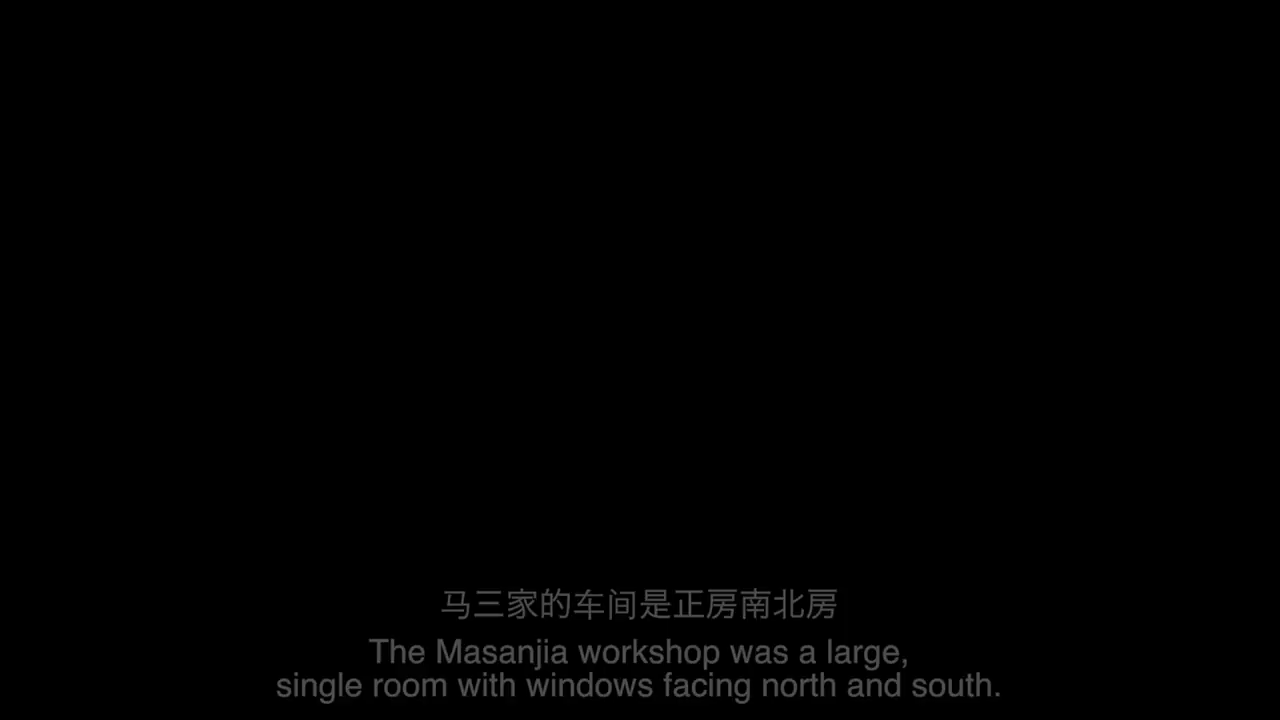 马三家的车间是正房南北房
The Masanjia workshop was a large,
single room with windows facing north and south.